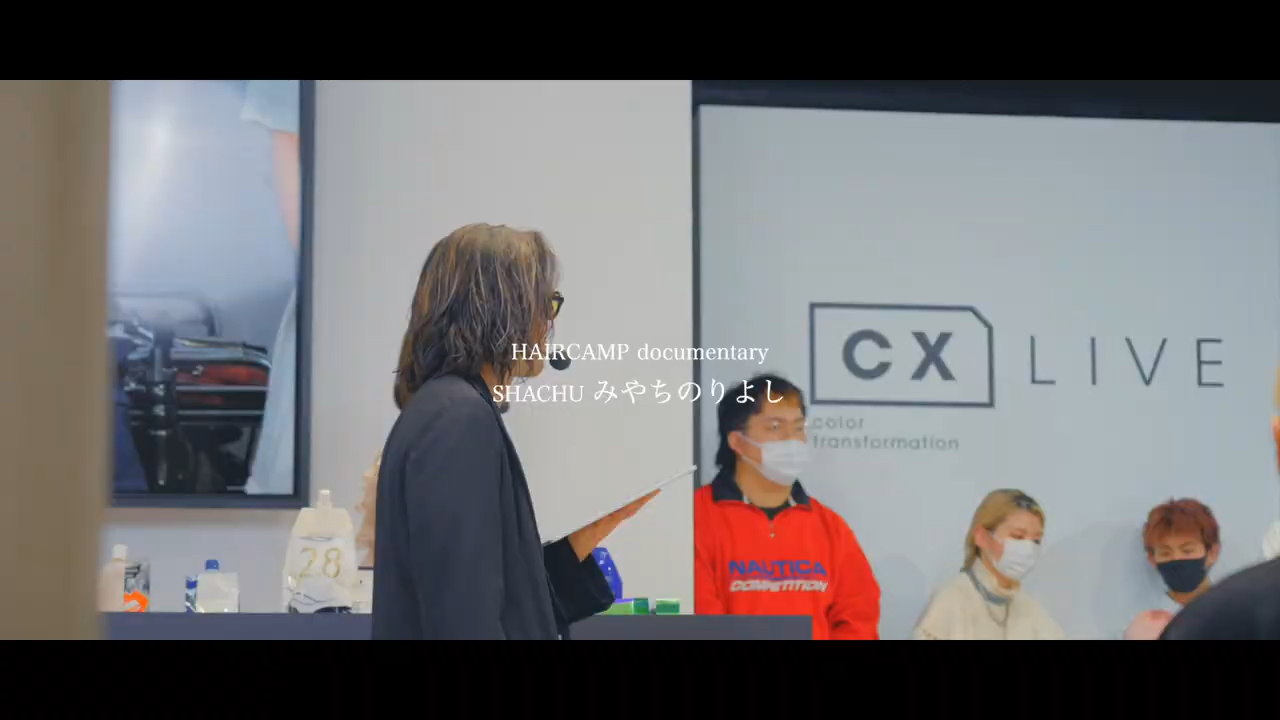 HAIRCAMP documentary
SHACHU みやちのりよし
CX LIVE
color
transformation
NAUTICA
COMPETITION
28